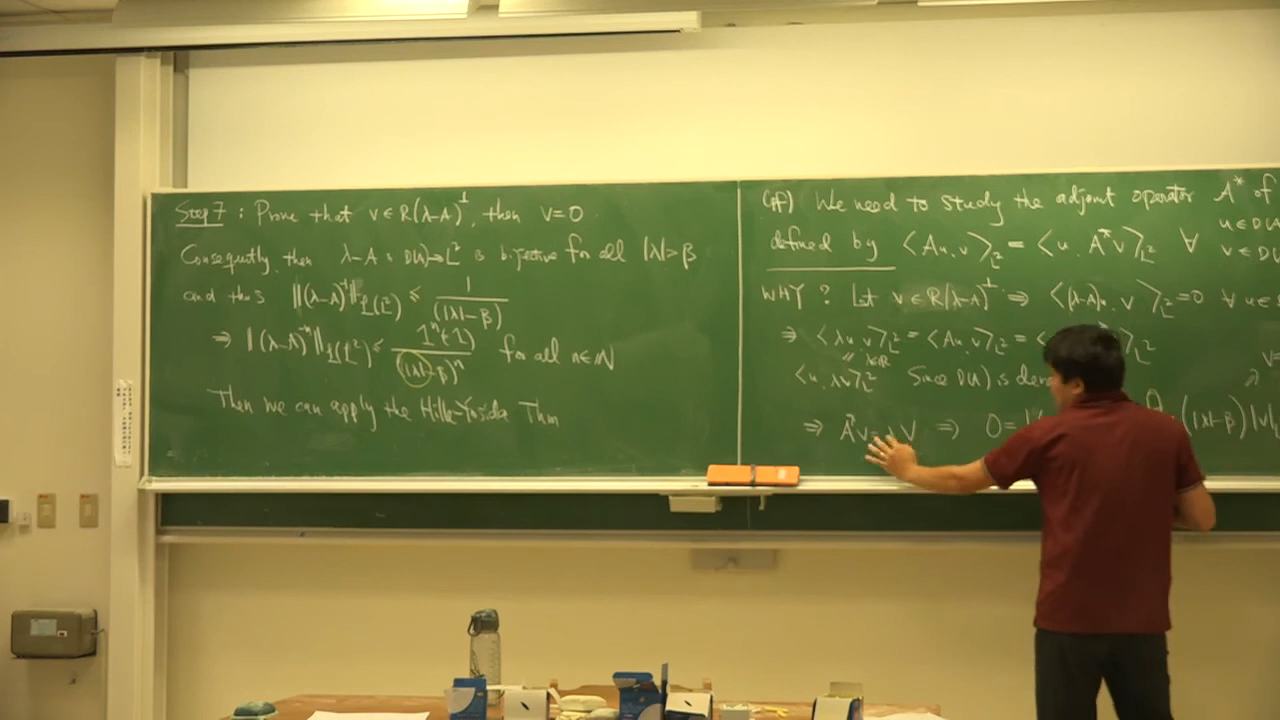 Step 7 : Prove that v∈R(λ-A)^⊥, then v=0
Consequently, then λ-A : D(U)→L² is bijective for all |λ|>β
and thus ‖(λ-A)^{-1}‖_{L(L²)} ≤ 1/(|λ|-β)
⇒ ‖(λ-A)^{-n}‖_{L(L²)} ≤ 1^n(=1)/(|λ|-β)^n for all n∈ℕ
Then we can apply the Hille-Yosida Thm
(pf) We need to study the adjoint operator A* of
u∈D(U
defined by ⟨Au, v⟩_{L²} = ⟨u, A*v⟩_{L²} ∀
v∈D(U
WHY? Let v∈R(λ-A)^⊥ ⇒ ⟨(λ-A)u, v⟩_{L²} = 0 ∀ u∈
⇒ ⟨λu, v⟩_{L²} = ⟨Au, v⟩_{L²} = ⟨
⟩_{L²}
‖ λ∈ℝ
⟨u, λv⟩_{L²} Since D(U) is dens
⇒ A*v=λv ⇒ 0=
(|λ|-β)|v|